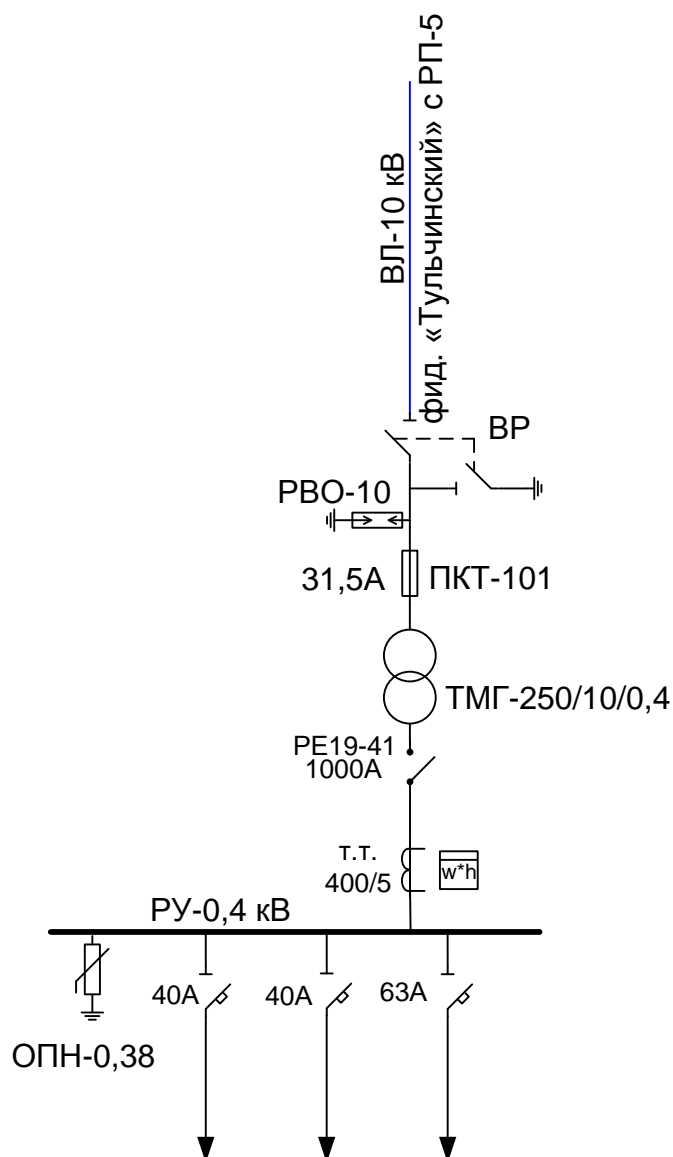 ВЛ-10 кВ
фид. «Тульчинский» с РП-5
ВР
РВО-10
31,5А
ПКТ-101
ТМГ-250/10/0,4
РЕ19-41
1000А
т.т.
400/5
w*h
РУ-0,4 кВ
40А
40А
63А
ОПН-0,38